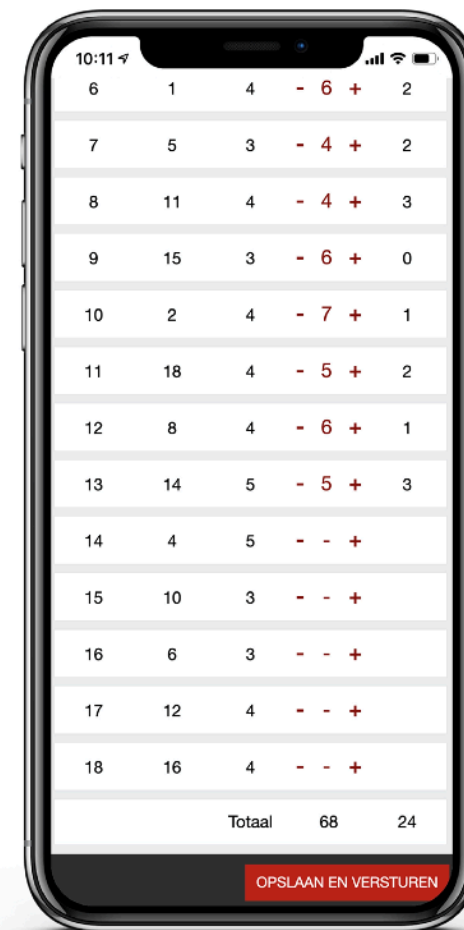 10:11
6 1 4 - 6 + 2
7 5 3 - 4 + 2
8 11 4 - 4 + 3
9 15 3 - 6 + 0
10 2 4 - 7 + 1
11 18 4 - 5 + 2
12 8 4 - 6 + 1
13 14 5 - 5 + 3
14 4 5 - - +
15 10 3 - - +
16 6 3 - - +
17 12 4 - - +
18 16 4 - - +
Totaal 68 24
OPSLAAN EN VERSTUREN